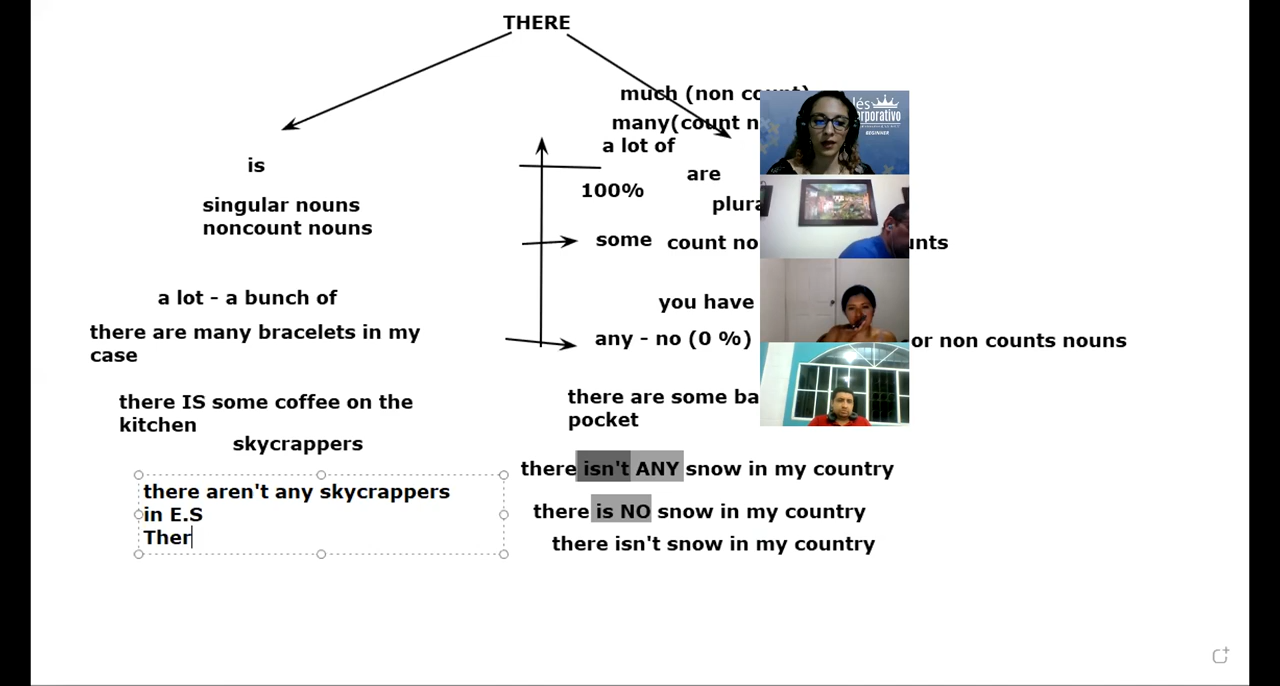 THERE
much (non count)
many(count n
a lot of
is
are
100%
singular nouns
noncount nouns
plura
some
count no
unts
a lot - a bunch of
you have
there are many bracelets in my
case
any - no (0 %)
or non counts nouns
there IS some coffee on the
kitchen
there are some ba
pocket
skycrappers
there isn't ANY snow in my country
there aren't any skycrappers
in E.S
Ther
there is NO snow in my country
there isn't snow in my country
lés
rporativo
BEGINNER